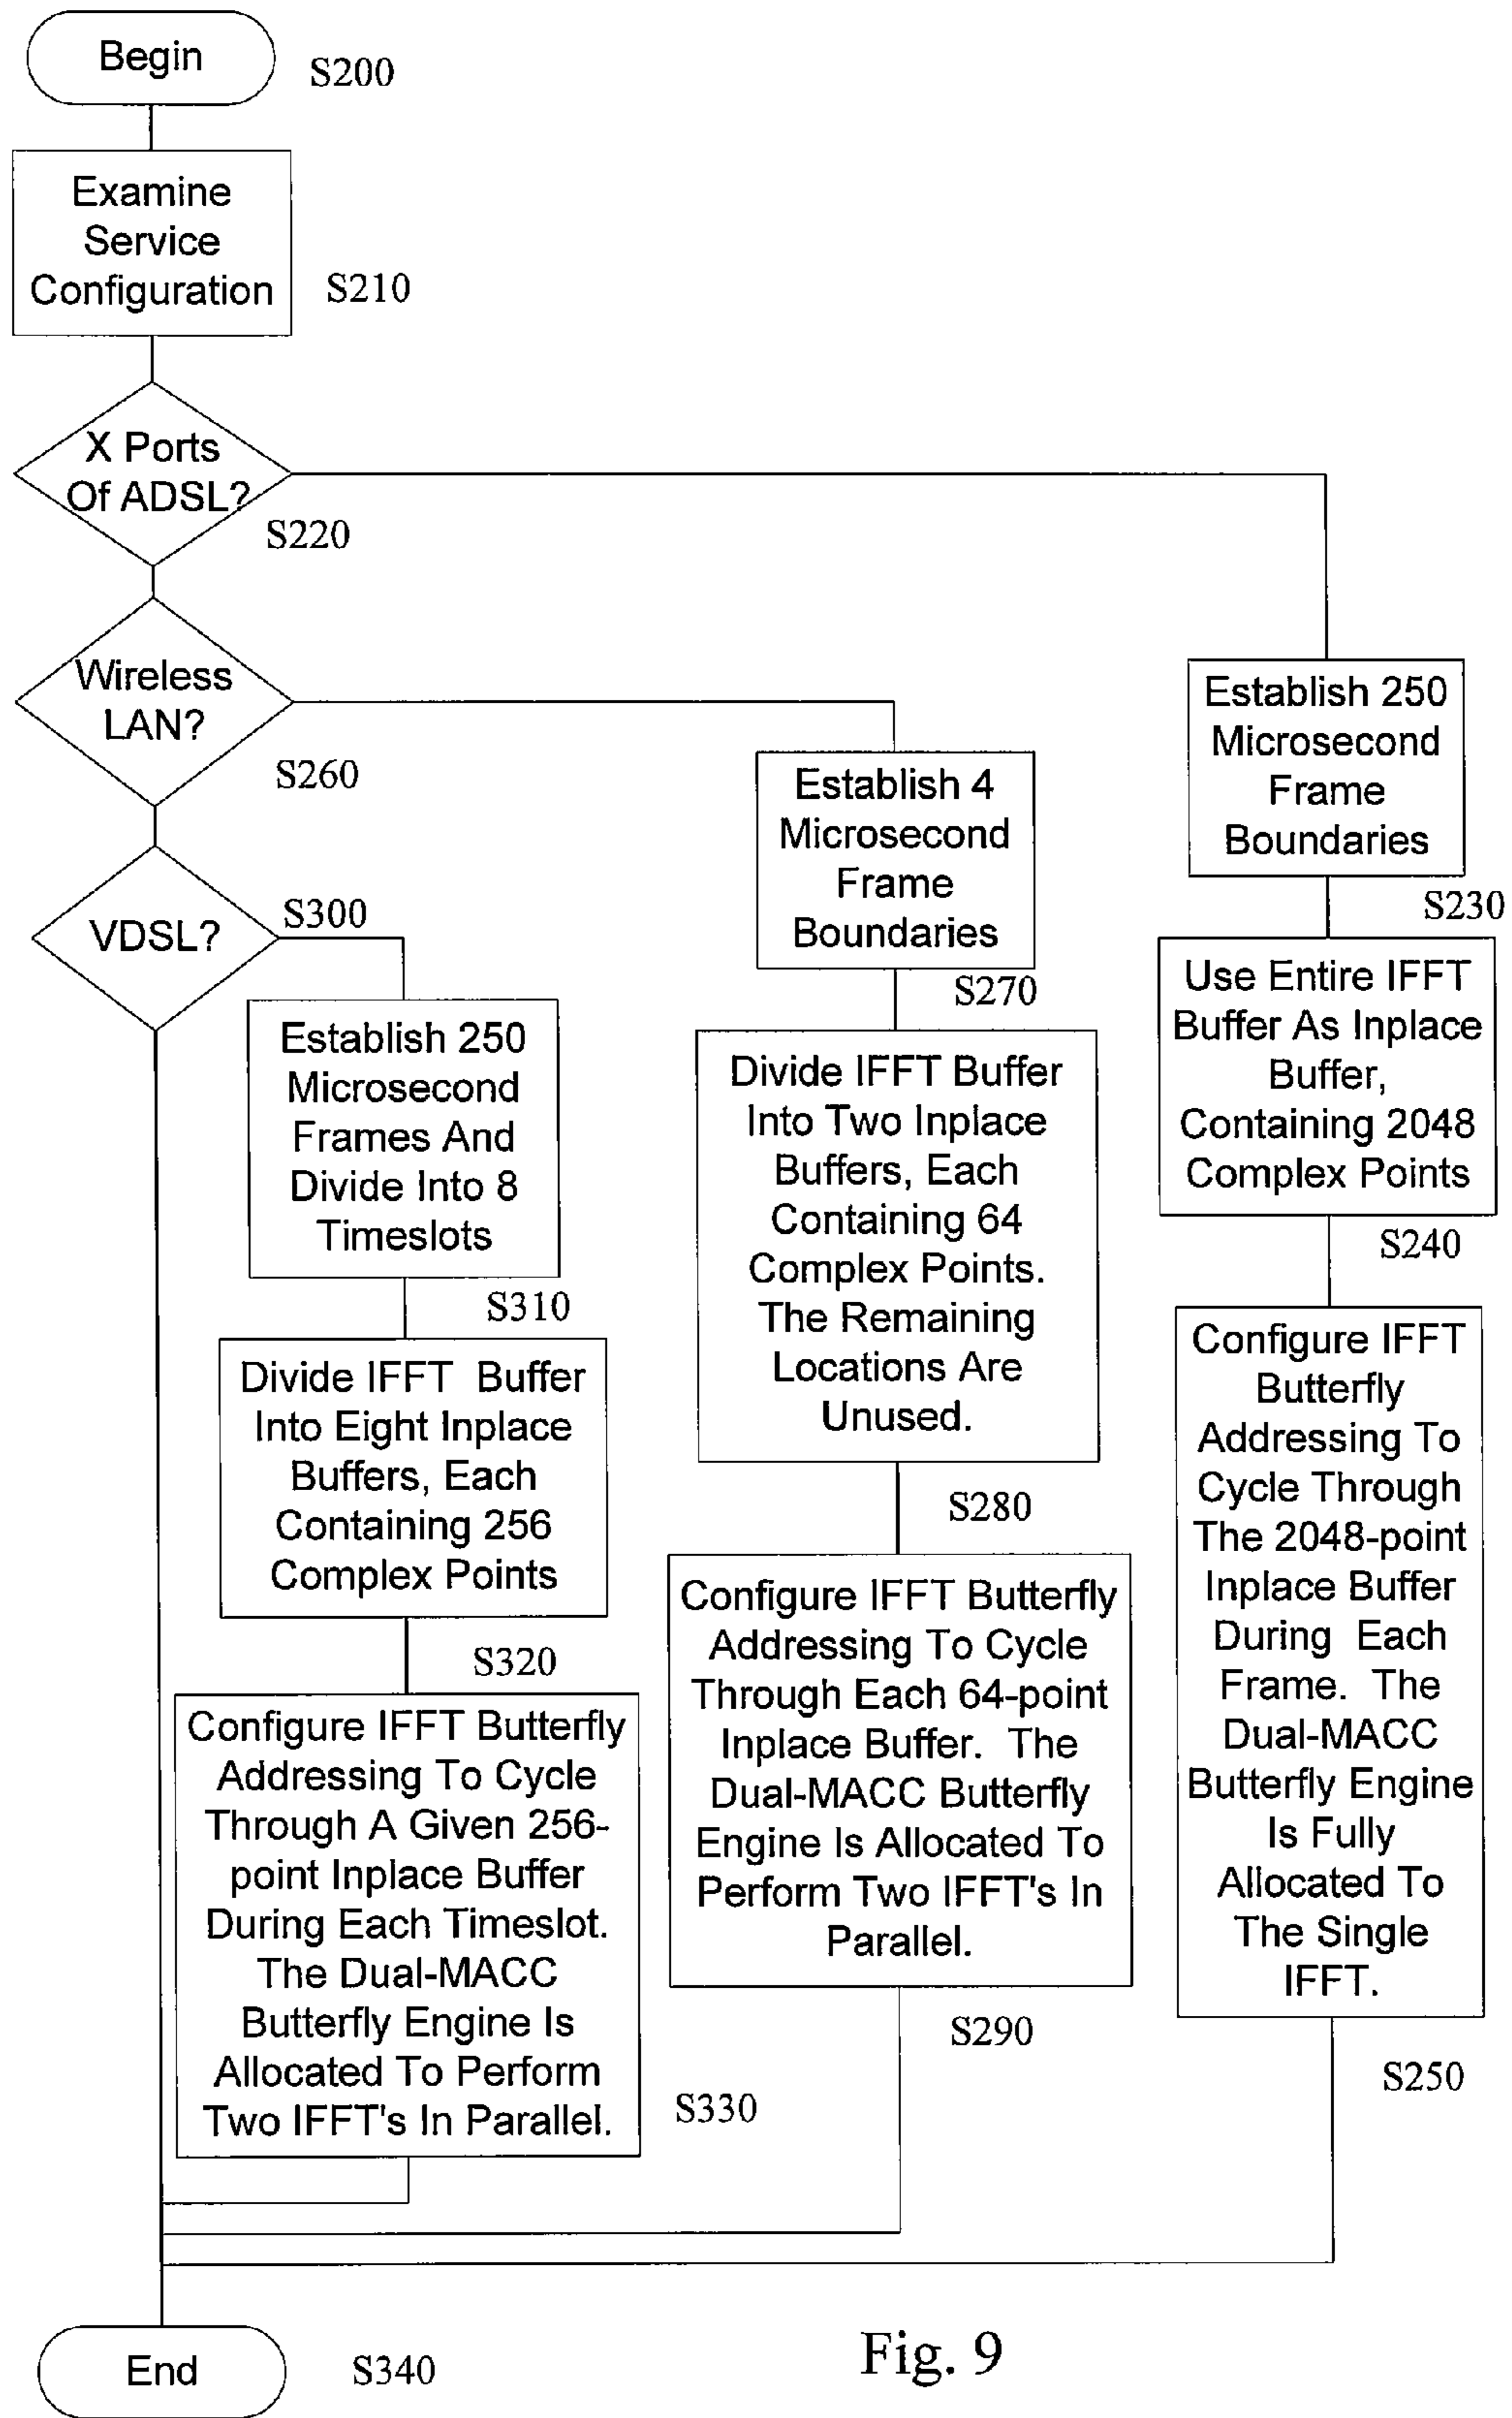 Begin
S200
Examine
Service
Configuration
S210
X Ports
Of ADSL?
S220
Wireless
LAN?
S260
VDSL?
S300
Establish 250
Microsecond
Frames And
Divide Into 8
Timeslots
S310
Divide IFFT Buffer
Into Eight Inplace
Buffers, Each
Containing 256
Complex Points
S320
Configure IFFT Butterfly
Addressing To Cycle
Through A Given 256-
point Inplace Buffer
During Each Timeslot.
The Dual-MACC
Butterfly Engine Is
Allocated To Perform
Two IFFT's In Parallel.
S330
Establish 4
Microsecond
Frame
Boundaries
S270
Divide IFFT Buffer
Into Two Inplace
Buffers, Each
Containing 64
Complex Points.
The Remaining
Locations Are
Unused.
S280
Configure IFFT Butterfly
Addressing To Cycle
Through Each 64-point
Inplace Buffer. The
Dual-MACC Butterfly
Engine Is Allocated To
Perform Two IFFT's In
Parallel.
S290
Establish 250
Microsecond
Frame
Boundaries
S230
Use Entire IFFT
Buffer As Inplace
Buffer,
Containing 2048
Complex Points
S240
Configure IFFT
Butterfly
Addressing To
Cycle Through
The 2048-point
Inplace Buffer
During Each
Frame. The
Dual-MACC
Butterfly Engine
Is Fully
Allocated To
The Single
IFFT.
S250
End
S340
Fig. 9